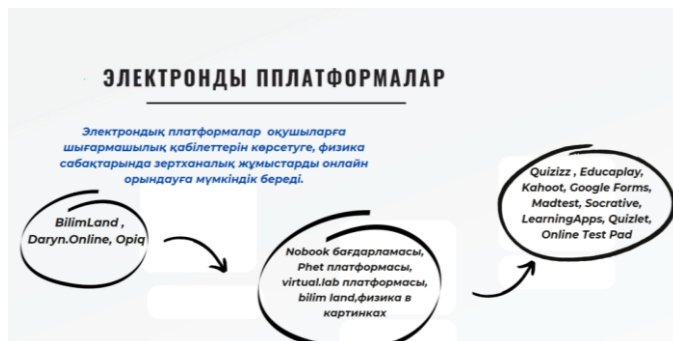 ЭЛЕКТРОНДЫ ППЛАТФОРМАЛАР
Электрондық платформалар оқушыларға
шығармашылық қабілеттерін көрсетуге, физика
сабақтарында зертханалық жұмыстарды онлайн
орындауға мүмкіндік береді.
BilimLand ,
Daryn.Online, Opiq
Nobook бағдарламасы,
Phet платформасы,
virtual.lab платформасы,
bilim land,физика в
картинках
Quizizz , Educaplay,
Kahoot, Google Forms,
Madtest, Socrative,
LearningApps, Quizlet,
Online Test Pad